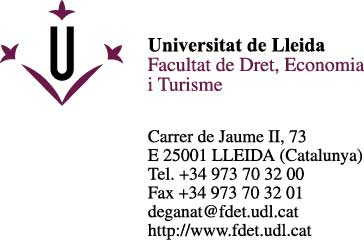 U
Universitat de Lleida
Facultat de Dret, Economia
i Turisme
Carrer de Jaume II, 73
E 25001 LLEIDA (Catalunya)
Tel. +34 973 70 32 00
Fax +34 973 70 32 01
deganat@fdet.udl.cat
http://www.fdet.udl.cat